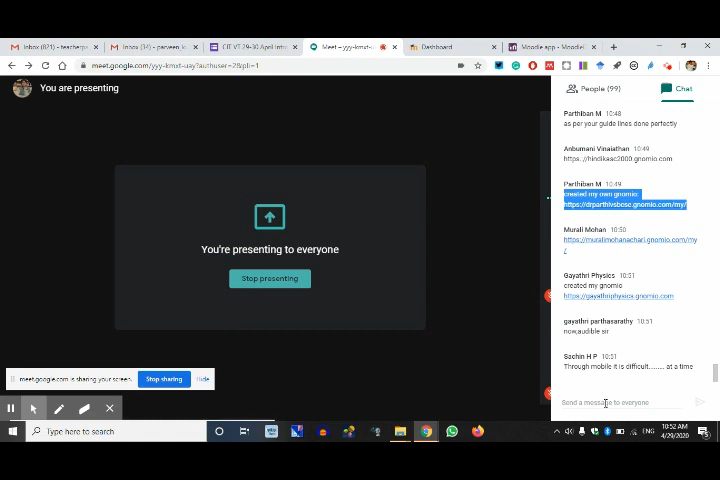 Inbox (821) - teacherp
Inbox (34) - parveen.k
CIT VT 29-30 April Intro
Meet – yyy-kmxt-
Dashboard
Moodle app - Moodle
meet.google.com/yyy-kmxt-uay?authuser=2&pli=1
You are presenting
People (99)
Chat
Parthiban M 10:48
as per your guide lines done perfectly
Anbumani Vinaiathan 10:49
https: //hindikasc2000.gnomio.com
Parthiban M 10:49
created my own gnomio:
https://drparthivsbcse.gnomio.com/my/
Murali Mohan 10:50
https://muralimohanachari.gnomio.com/my
/
Gayathri Physics 10:51
created my gnomio
https://gayathriphysics.gnomio.com
gayathri parthasarathy 10:51
now,audible sir
Sachin H P 10:51
Through mobile it is difficult......... at a time
Send a message to everyone
You're presenting to everyone
Stop presenting
meet.google.com is sharing your screen.
Stop sharing
Hide
Type here to search
ENG
10:52 AM
4/29/2020